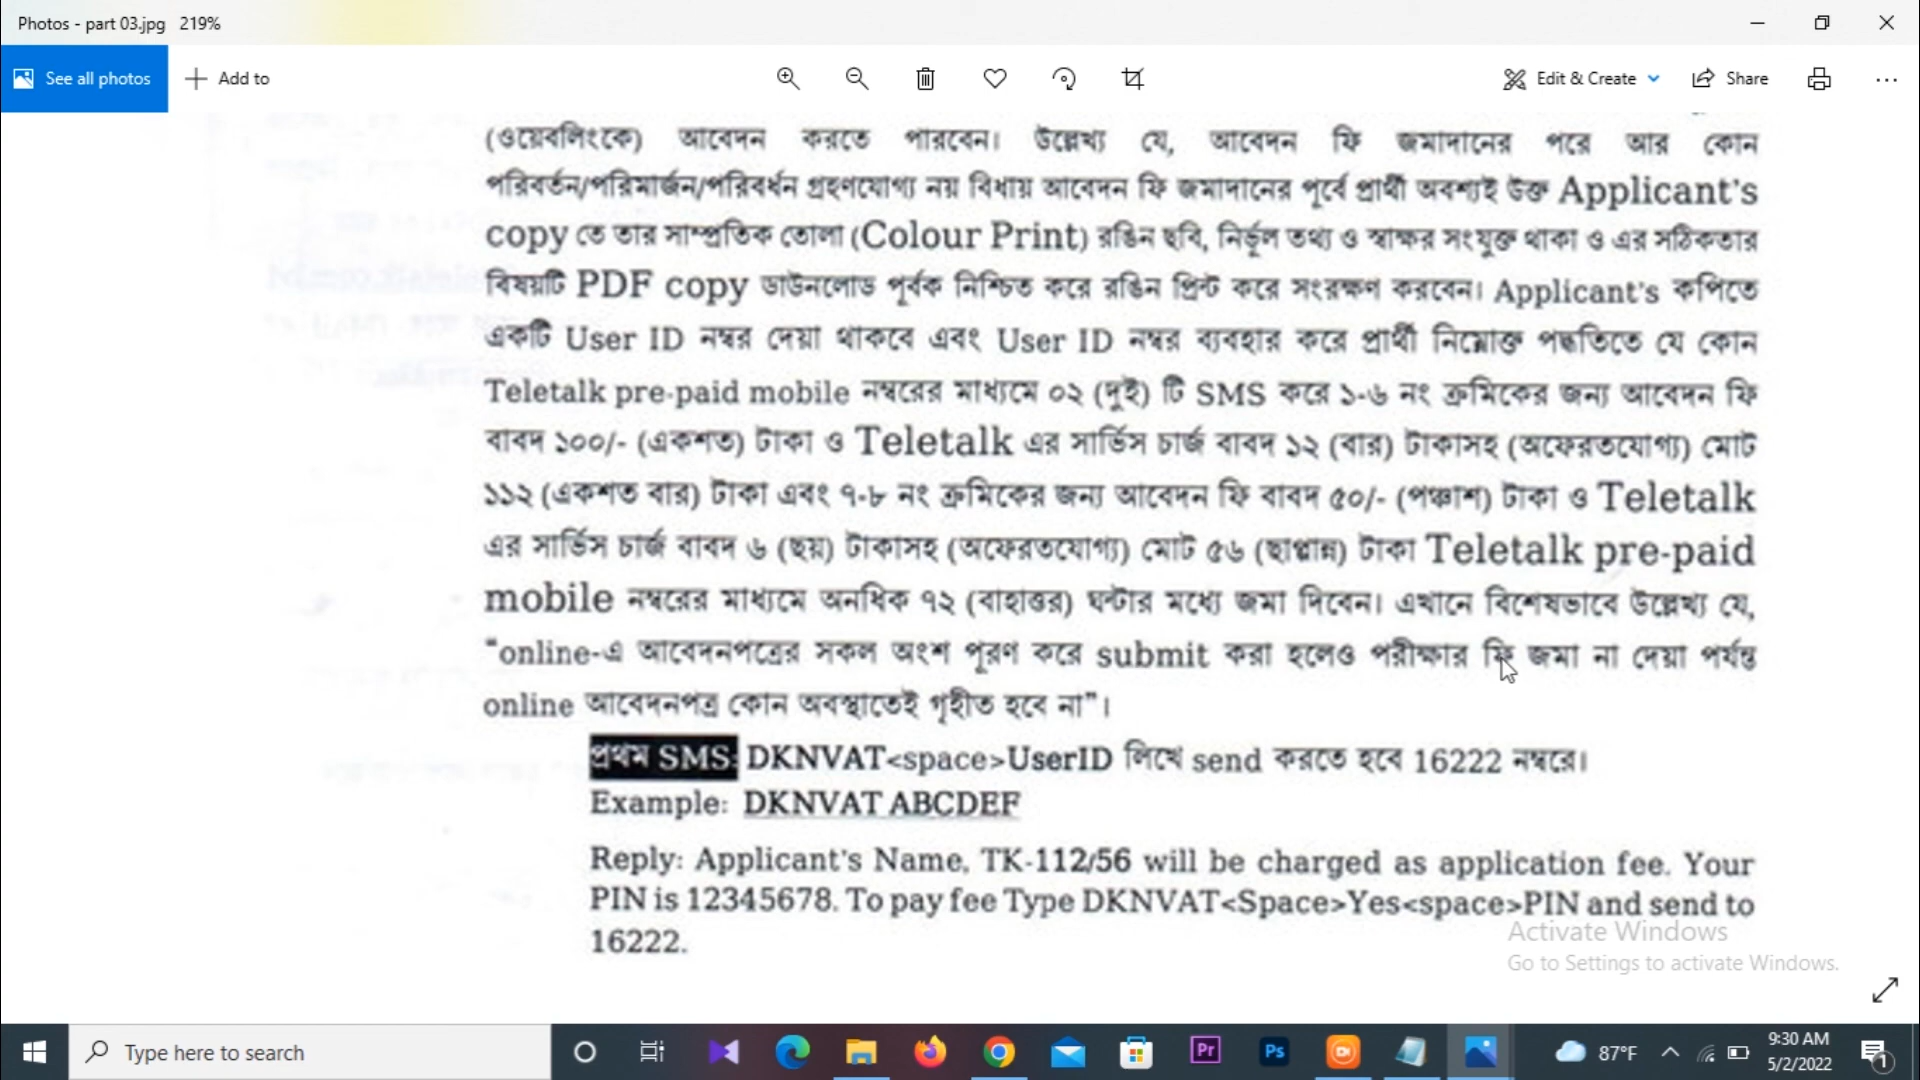 Photos - part 03.jpg 219%
See all photos
Add to
Edit & Create
Share
(ওয়েবলিংকে) আবেদন করতে পারবেন। উল্লেখ্য যে, আবেদন ফি জমাদানের পরে আর কোন
পরিবর্তন/পরিমার্জন/পরিবর্ধন গ্রহণযোগ্য নয় বিধায় আবেদন ফি জমাদানের পূর্বে প্রার্থী অবশ্যই উক্ত Applicant's
copy তে তার সাম্প্রতিক তোলা (Colour Print) রঙিন ছবি, নির্ভূল তথ্য ও স্বাক্ষর সংযুক্ত থাকা ও এর সঠিকতার
বিষয়টি PDF copy ডাউনলোড পূর্বক নিশ্চিত করে রঙিন প্রিন্ট করে সংরক্ষণ করবেন। Applicant's কপিতে
একটি User ID নম্বর দেয়া থাকবে এবং User ID নম্বর ব্যবহার করে প্রার্থী নিম্নোক্ত পদ্ধতিতে যে কোন
Teletalk pre-paid mobile নম্বরের মাধ্যমে ০২ (দুই) টি SMS করে ১-৬ নং ক্রমিকের জন্য আবেদন ফি
বাবদ ১০০/- (একশত) টাকা ও Teletalk এর সার্ভিস চার্জ বাবদ ১২ (বার) টাকাসহ (অফেরতযোগ্য) মোট
১১২ (একশত বার) টাকা এবং ৭-৮ নং ক্রমিকের জন্য আবেদন ফি বাবদ ৫০/- (পঞ্চাশ) টাকা ও Teletalk
এর সার্ভিস চার্জ বাবদ ৬ (ছয়) টাকাসহ (অফেরতযোগ্য) মোট ৫৬ (ছাপ্পান্ন) টাকা Teletalk pre-paid
mobile নম্বরের মাধ্যমে অনধিক ৭২ (বাহাত্তর) ঘন্টার মধ্যে জমা দিবেন। এখানে বিশেষভাবে উল্লেখ্য যে,
"online-এ আবেদনপত্রের সকল অংশ পূরণ করে submit করা হলেও পরীক্ষার ফি জমা না দেয়া পর্যন্ত
online আবেদনপত্র কোন অবস্থাতেই গৃহীত হবে না"।
প্রথম SMS: DKNVAT<space>UserID লিখে send করতে হবে 16222 নম্বরে।
Example: DKNVAT ABCDEF
Reply: Applicant's Name, TK-112/56 will be charged as application fee. Your
PIN is 12345678. To pay fee Type DKNVAT<Space>Yes<space>PIN and send to
16222.
Activate Windows
Go to Settings to activate Windows.
Type here to search
Pr
Ps
87°F
9:30 AM
5/2/2022
1